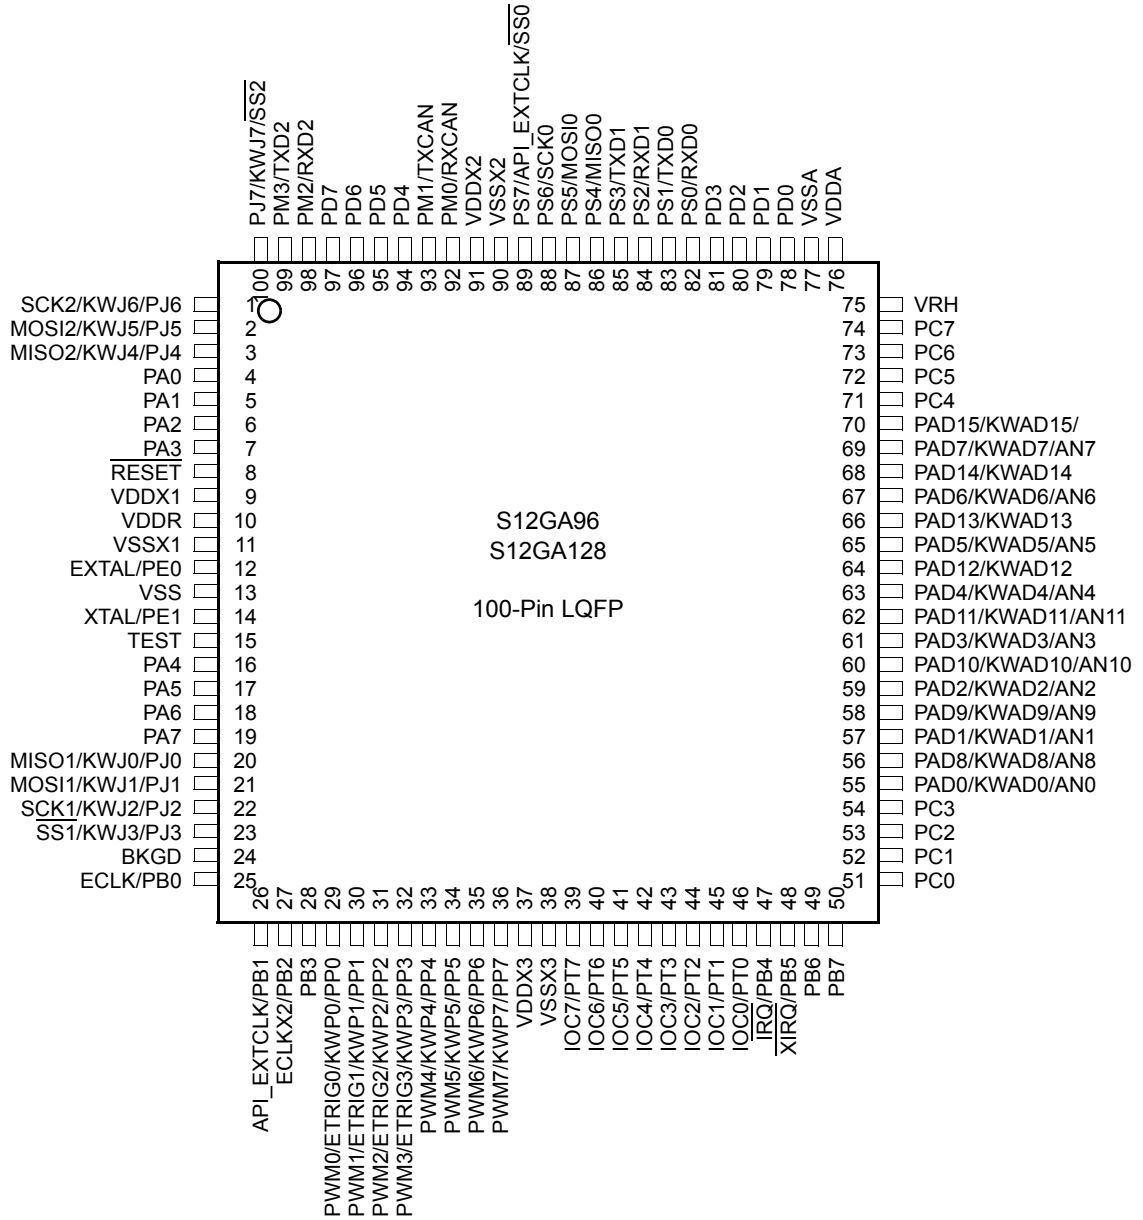 PJ7/KWJ7/SS2
PM3/TXD2
PM2/RXD2
PD7
PD6
PD5
PD4
PM1/TXCAN
PM0/RXCAN
VDDX2
VSSX2
PS7/API_EXTCLK/SS0
PS6/SCK0
PS5/MOSI0
PS4/MISO0
PS3/TXD1
PS2/RXD1
PS1/TXD0
PS0/RXD0
PD3
PD2
PD1
PD0
VSSA
VDDA
100
99
98
97
96
95
94
93
92
91
90
89
88
87
86
85
84
83
82
81
80
79
78
77
76
SCK2/KWJ6/PJ6 1
MOSI2/KWJ5/PJ5 2
MISO2/KWJ4/PJ4 3
PA0 4
PA1 5
PA2 6
PA3 7
RESET 8
VDDX1 9
VDDR 10
VSSX1 11
EXTAL/PE0 12
VSS 13
XTAL/PE1 14
TEST 15
PA4 16
PA5 17
PA6 18
PA7 19
MISO1/KWJ0/PJ0 20
MOSI1/KWJ1/PJ1 21
SCK1/KWJ2/PJ2 22
SS1/KWJ3/PJ3 23
BKGD 24
ECLK/PB0 25
S12GA96
S12GA128
100-Pin LQFP
75 VRH
74 PC7
73 PC6
72 PC5
71 PC4
70 PAD15/KWAD15/
69 PAD7/KWAD7/AN7
68 PAD14/KWAD14
67 PAD6/KWAD6/AN6
66 PAD13/KWAD13
65 PAD5/KWAD5/AN5
64 PAD12/KWAD12
63 PAD4/KWAD4/AN4
62 PAD11/KWAD11/AN11
61 PAD3/KWAD3/AN3
60 PAD10/KWAD10/AN10
59 PAD2/KWAD2/AN2
58 PAD9/KWAD9/AN9
57 PAD1/KWAD1/AN1
56 PAD8/KWAD8/AN8
55 PAD0/KWAD0/AN0
54 PC3
53 PC2
52 PC1
51 PC0
26
27
28
29
30
31
32
33
34
35
36
37
38
39
40
41
42
43
44
45
46
47
48
49
50
API_EXTCLK/PB1
ECLKX2/PB2
PB3
PWM0/ETRIG0/KWP0/PP0
PWM1/ETRIG1/KWP1/PP1
PWM2/ETRIG2/KWP2/PP2
PWM3/ETRIG3/KWP3/PP3
PWM4/KWP4/PP4
PWM5/KWP5/PP5
PWM6/KWP6/PP6
PWM7/KWP7/PP7
VDDX3
VSSX3
IOC7/PT7
IOC6/PT6
IOC5/PT5
IOC4/PT4
IOC3/PT3
IOC2/PT2
IOC1/PT1
IOC0/PT0
IRQ/PB4
XIRQ/PB5
PB6
PB7